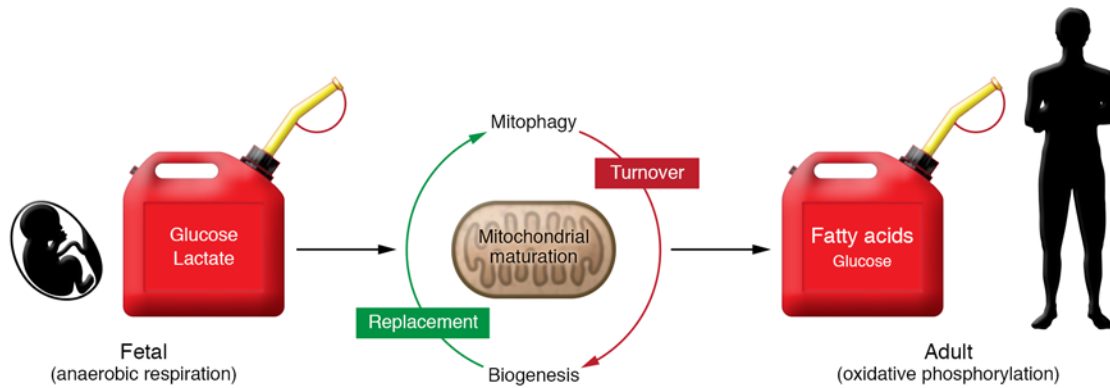 Glucose
Lactate
Fetal
(anaerobic respiration)
Mitophagy
Turnover
Mitochondrial
maturation
Replacement
Biogenesis
Fatty acids
Glucose
Adult
(oxidative phosphorylation)